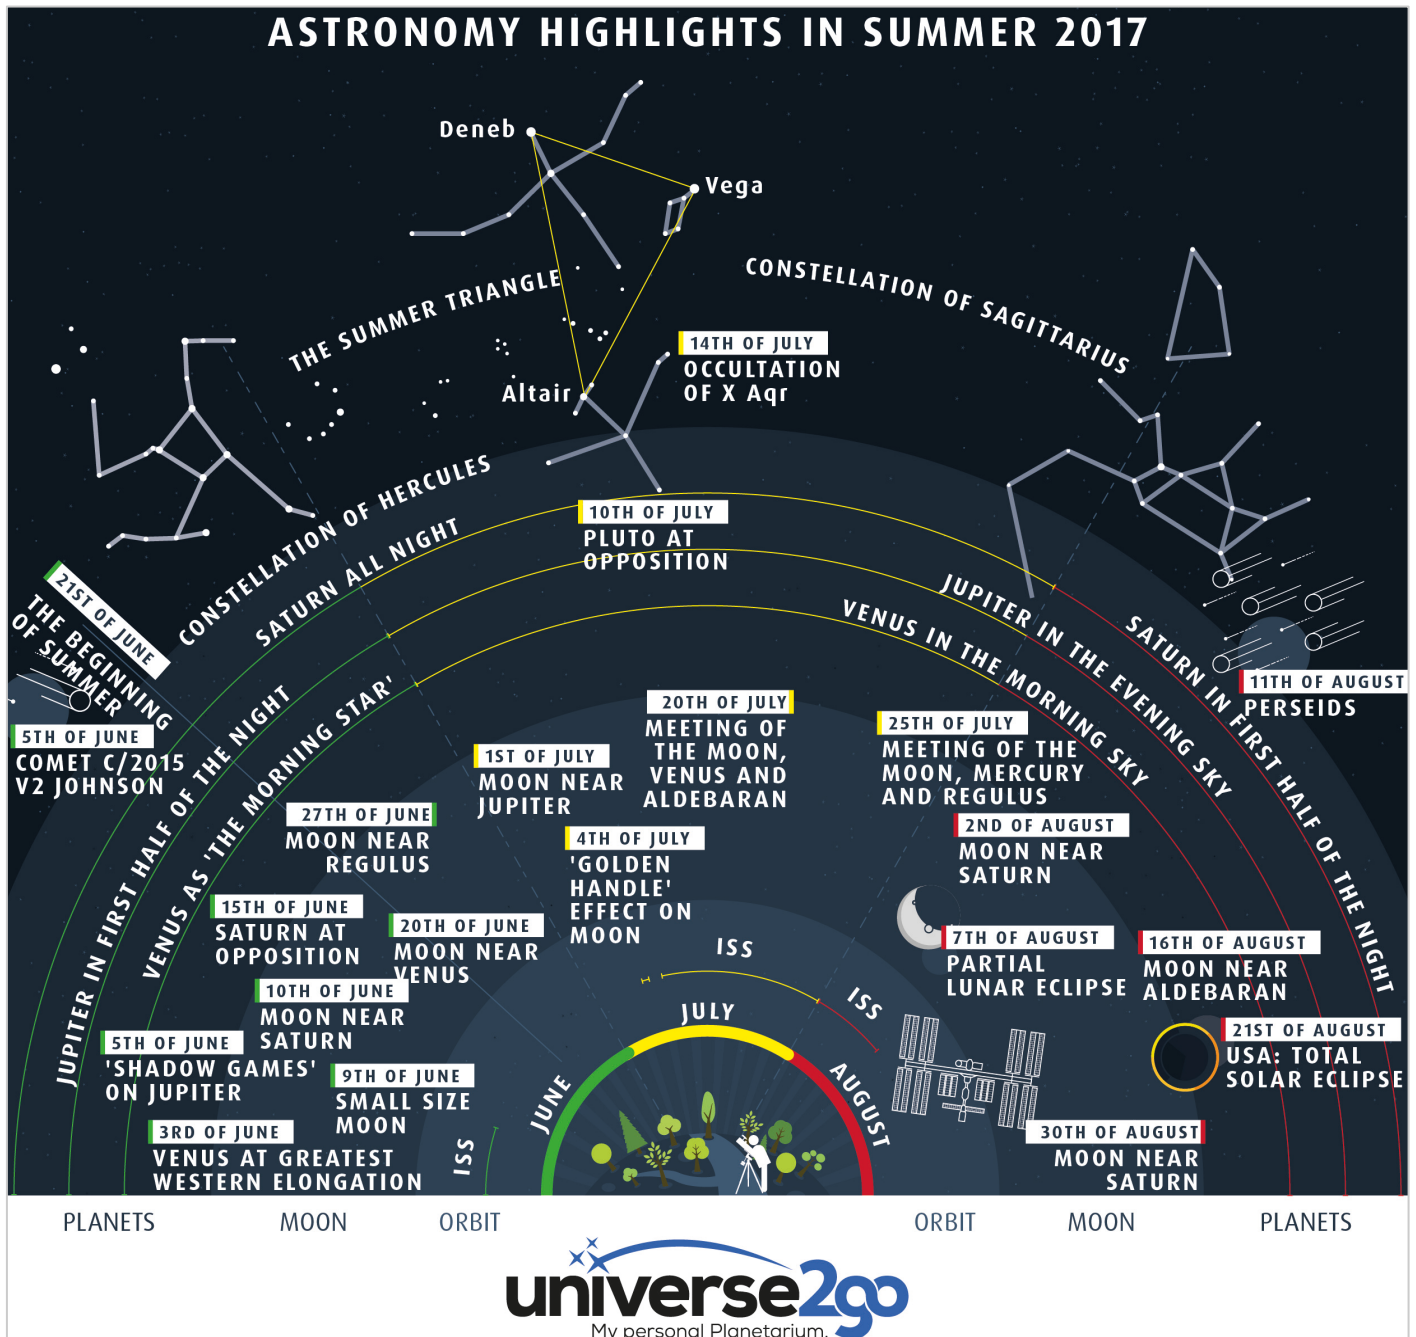 ASTRONOMY HIGHLIGHTS IN SUMMER 2017
Deneb
Vega
THE SUMMER TRIANGLE
CONSTELLATION OF SAGITTARIUS
Altair
14TH OF JULY
OCCULTATION
OF X Aqr
CONSTELLATION OF HERCULES
SATURN ALL NIGHT
10TH OF JULY
PLUTO AT
OPPOSITION
21ST OF JUNE
THE BEGINNING
OF SUMMER
JUPITER IN THE EVENING SKY
VENUS IN THE MORNING SKY
SATURN IN FIRST HALF OF THE NIGHT
11TH OF AUGUST
PERSEIDS
5TH OF JUNE
COMET C/2015
V2 JOHNSON
JUPITER IN FIRST HALF OF THE NIGHT
VENUS AS 'THE MORNING STAR'
20TH OF JULY
MEETING OF
THE MOON,
VENUS AND
ALDEBARAN
25TH OF JULY
MEETING OF THE
MOON, MERCURY
AND REGULUS
1ST OF JULY
MOON NEAR
JUPITER
27TH OF JUNE
MOON NEAR
REGULUS
4TH OF JULY
'GOLDEN
HANDLE'
EFFECT ON
MOON
2ND OF AUGUST
MOON NEAR
SATURN
15TH OF JUNE
SATURN AT
OPPOSITION
20TH OF JUNE
MOON NEAR
VENUS
7TH OF AUGUST
PARTIAL
LUNAR ECLIPSE
16TH OF AUGUST
MOON NEAR
ALDEBARAN
10TH OF JUNE
MOON NEAR
SATURN
ISS
ISS
5TH OF JUNE
'SHADOW GAMES'
ON JUPITER
21ST OF AUGUST
USA: TOTAL
SOLAR ECLIPSE
9TH OF JUNE
SMALL SIZE
MOON
JUNE
JULY
AUGUST
3RD OF JUNE
VENUS AT GREATEST
WESTERN ELONGATION
ISS
30TH OF AUGUST
MOON NEAR
SATURN
PLANETS
MOON
ORBIT
ORBIT
MOON
PLANETS
universe2go
My personal Planetarium.